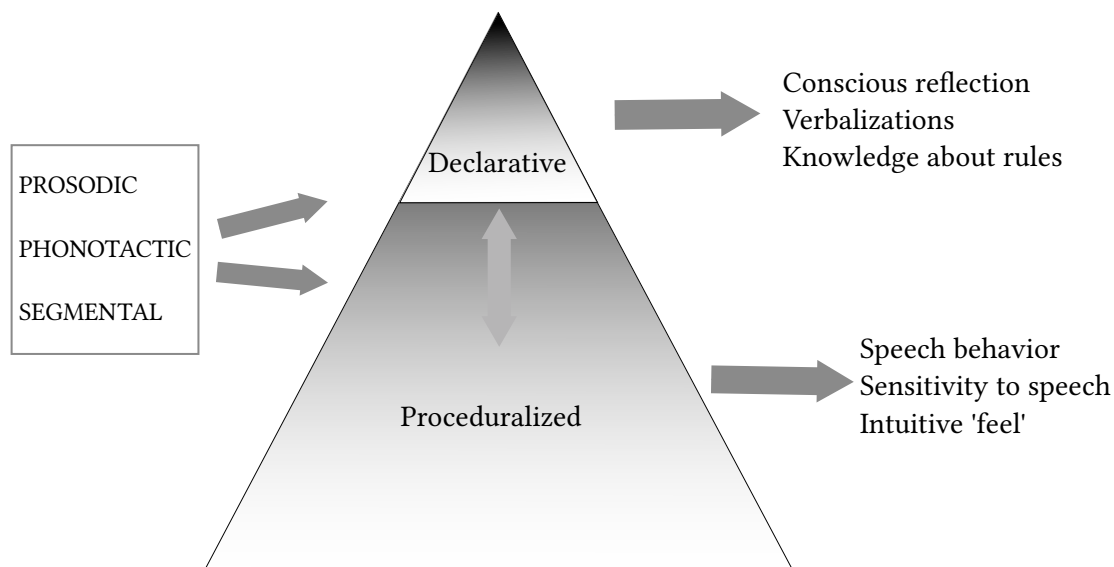 Conscious reflection
Verbalizations
Knowledge about rules
Declarative
PROSODIC
PHONOTACTIC
SEGMENTAL
Speech behavior
Sensitivity to speech
Intuitive 'feel'
Proceduralized